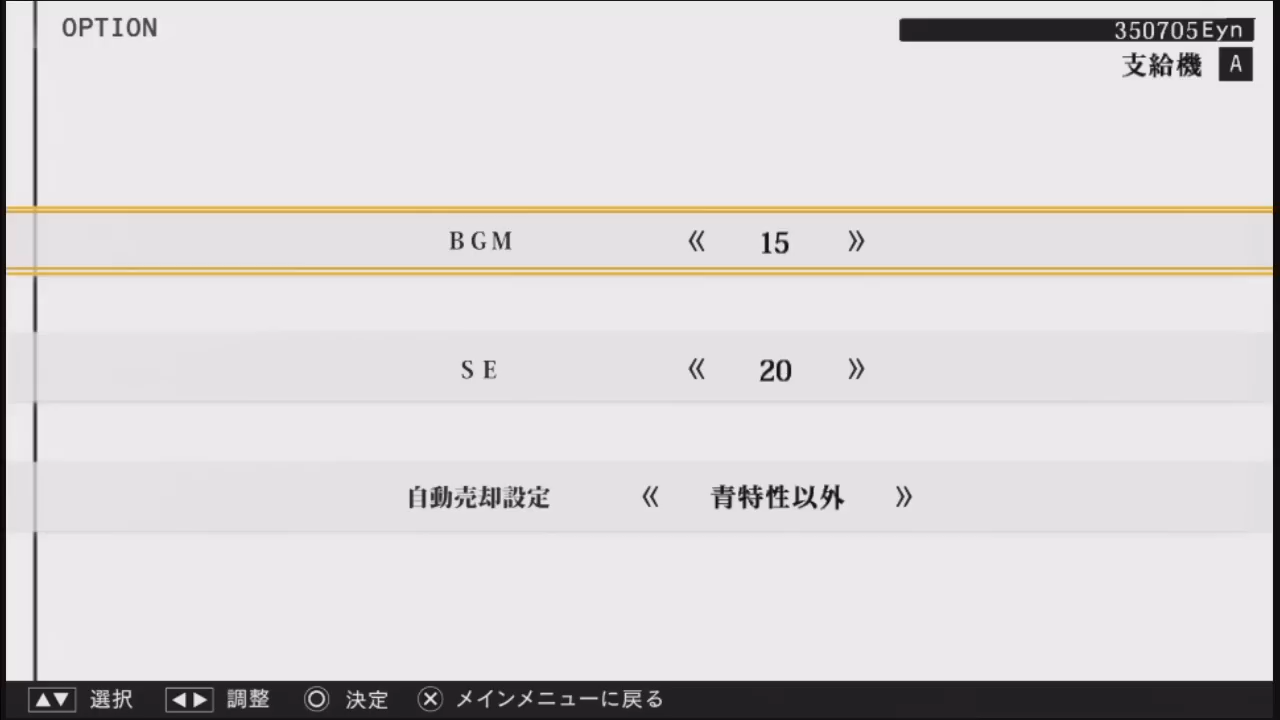 OPTION
350705Eyn
支給機 A
BGM « 15 »
SE « 20 »
自動売却設定 « 青特性以外 »
▲▼ 選択 ◀▶ 調整 ○ 決定 × メインメニューに戻る